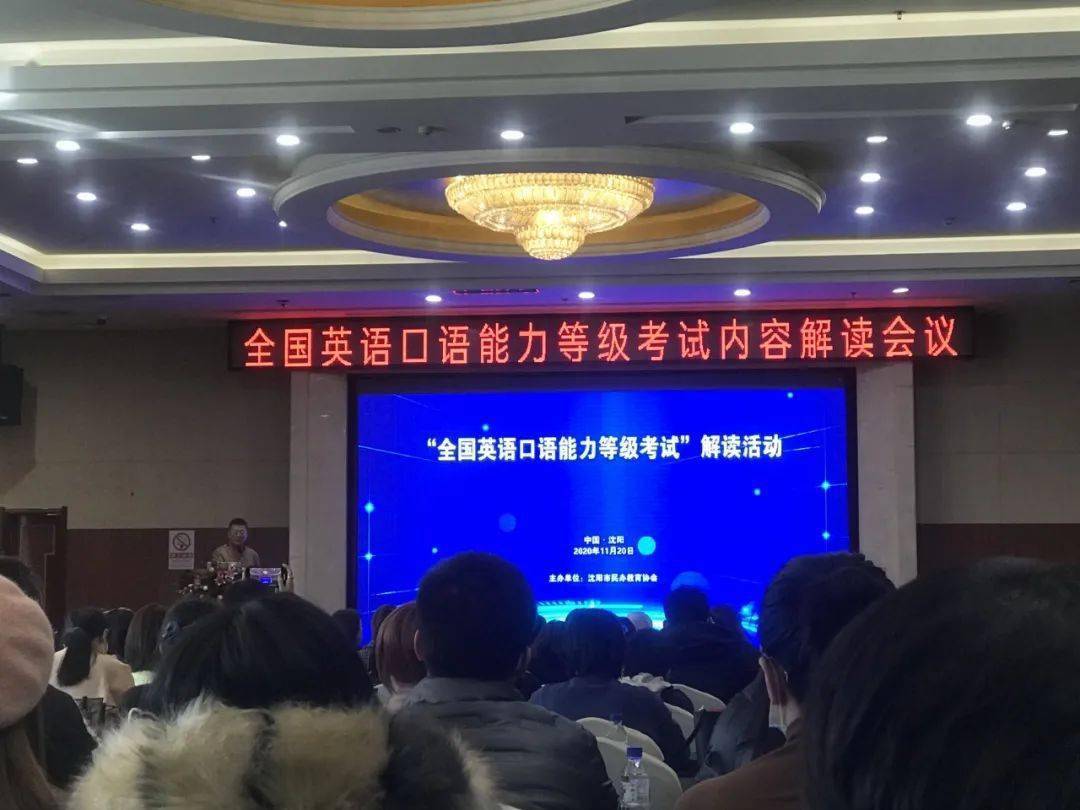 全国英语口语能力等级考试内容解读会议
“全国英语口语能力等级考试”解读活动
中国·沈阳
2020年11月20日
主办单位：沈阳市民办教育协会